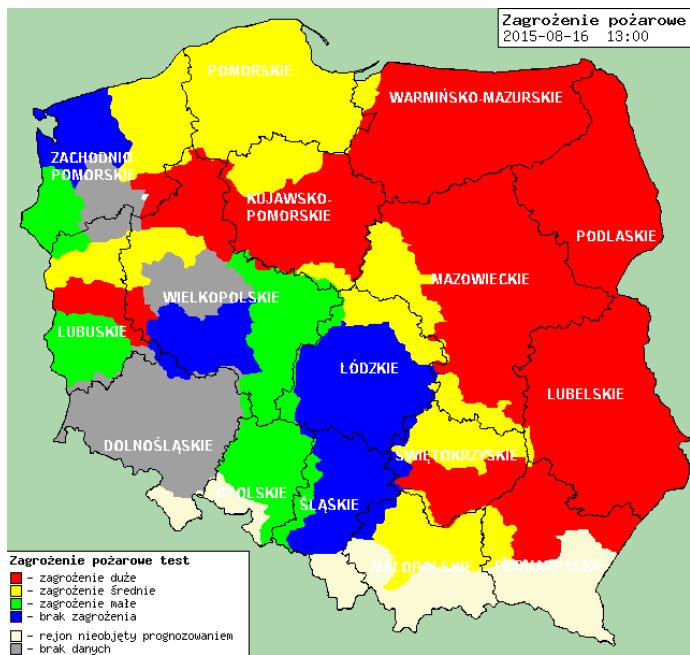 Zagrożenie pożarowe
2015-08-16 13:00
POMORSKIE
WARMIŃSKO-MAZURSKIE
ZACHODNIO-
POMORSKIE
KUJAWSKO-
POMORSKIE
PODLASKIE
MAZOWIECKIE
WIELKOPOLSKIE
LUBUSKIE
ŁÓDZKIE
LUBELSKIE
DOLNOŚLĄSKIE
ŚWIĘTOKRZYSKIE
OPOLSKIE
ŚLĄSKIE
MAŁOPOLSKIE
PODKARPACKIE
Zagrożenie pożarowe test
- zagrożenie duże
- zagrożenie średnie
- zagrożenie małe
- brak zagrożenia
- rejon nieobjęty prognozowaniem
- brak danych